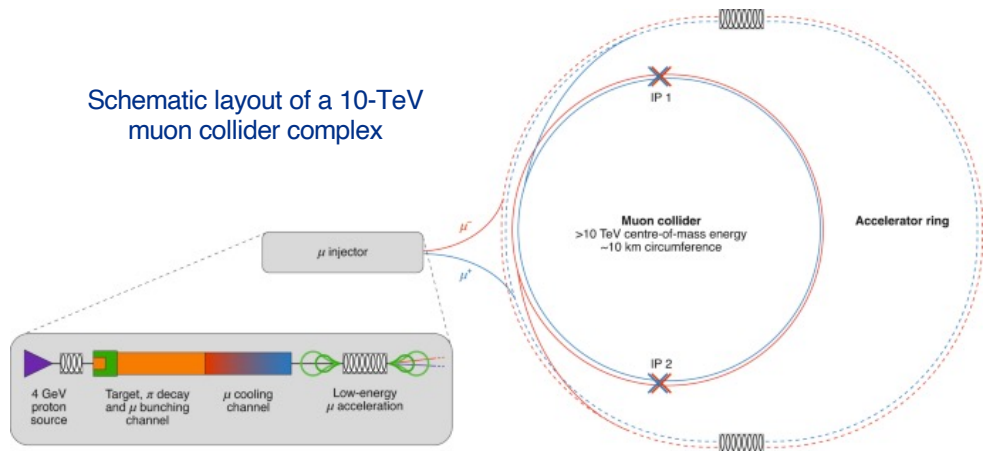 Schematic layout of a 10-TeV
muon collider complex
IP 1
μ⁻
μ⁺
μ injector
Muon collider
>10 TeV centre-of-mass energy
~10 km circumference
Accelerator ring
IP 2
4 GeV
proton
source
Target, π decay
and μ bunching
channel
μ cooling
channel
Low-energy
μ acceleration